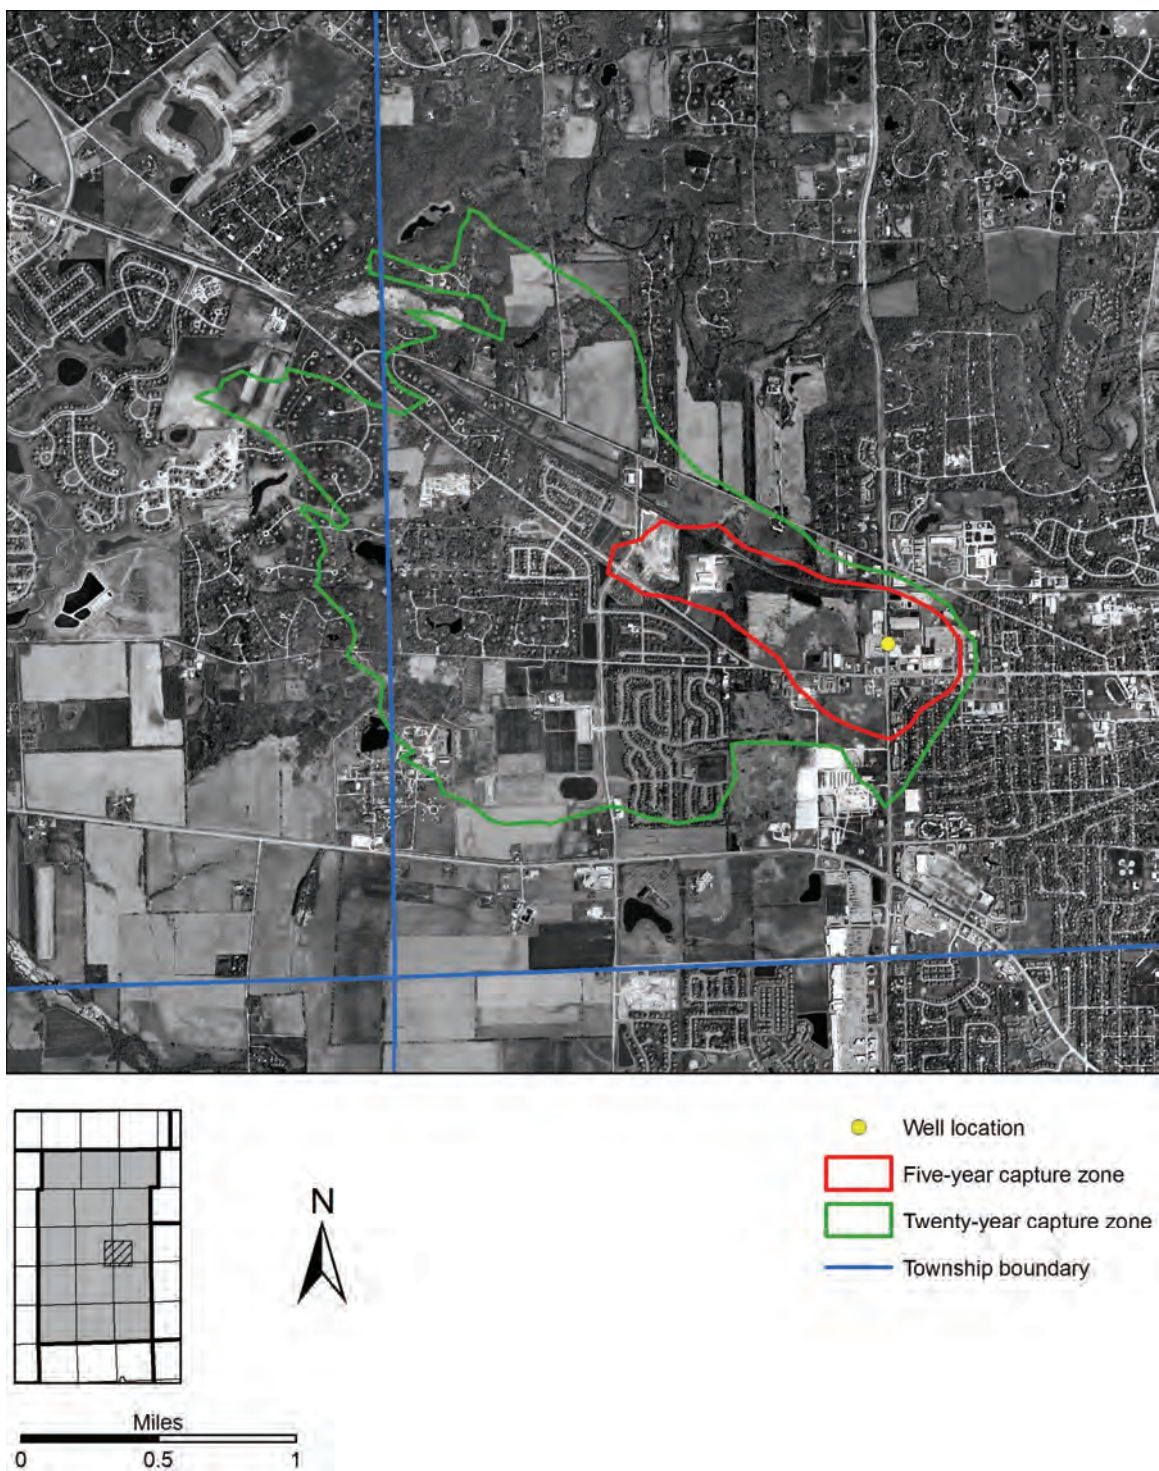 Well location
Five-year capture zone
Twenty-year capture zone
Township boundary
N
Miles
0 0.5 1